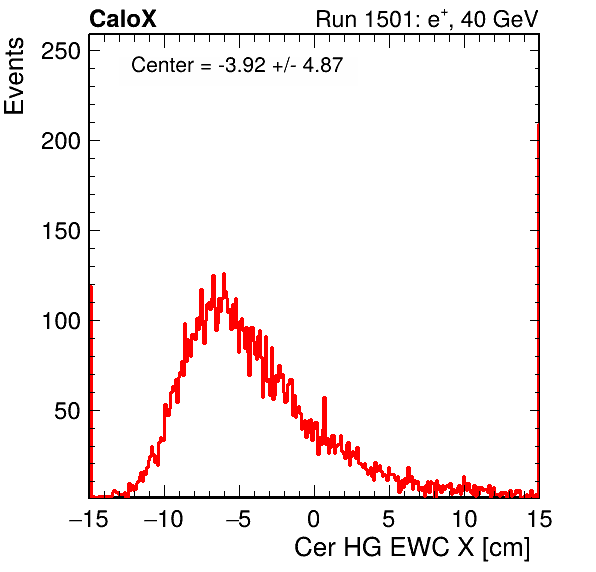 CaloX Run 1501: e⁺, 40 GeV
Center = -3.92 +/- 4.87
Events
250
200
150
100
50
−15 −10 −5 0 5 10 15
Cer HG EWC X [cm]